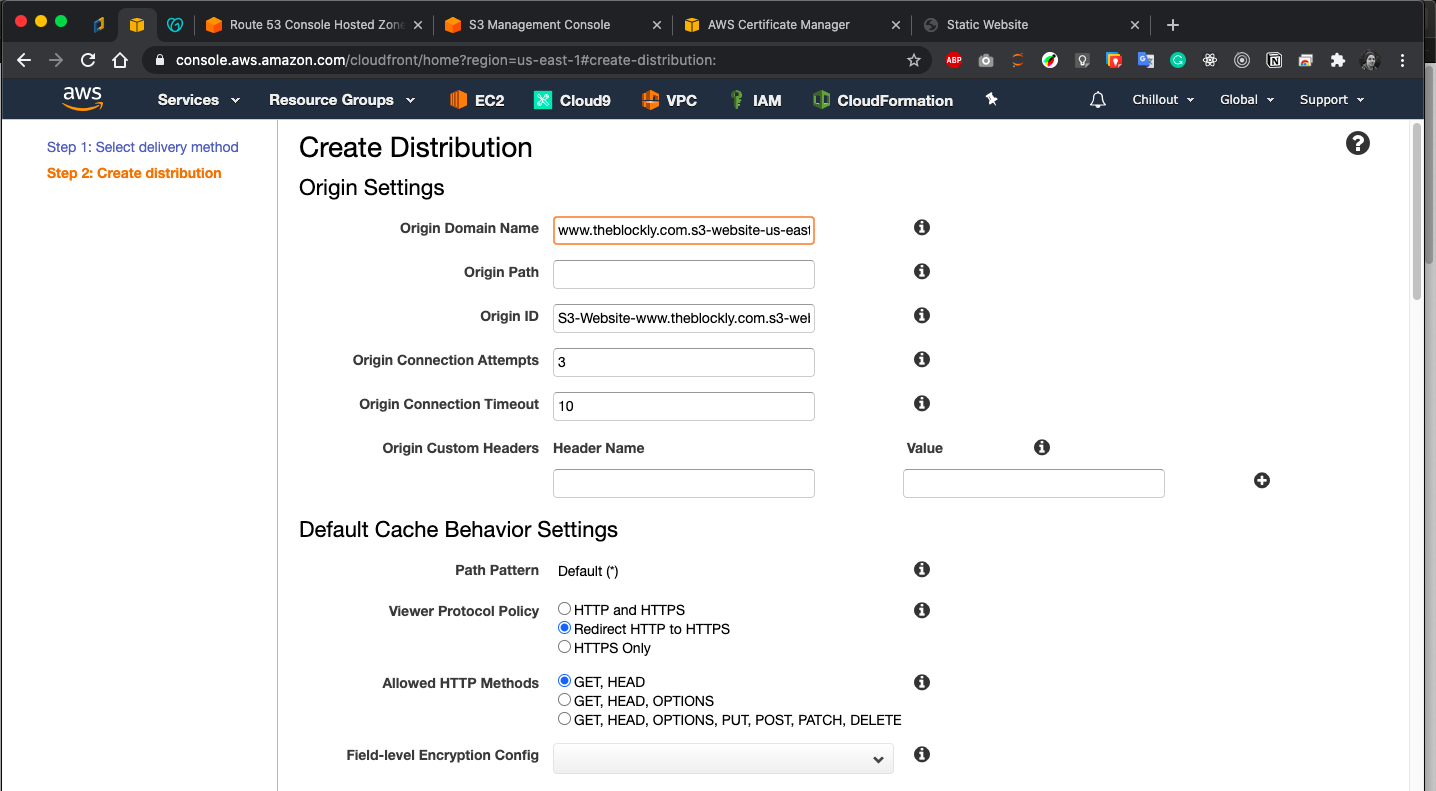 Route 53 Console Hosted Zone
S3 Management Console
AWS Certificate Manager
Static Website
console.aws.amazon.com/cloudfront/home?region=us-east-1#create-distribution:
ABP
aws
Services
Resource Groups
EC2
Cloud9
VPC
IAM
CloudFormation
Chillout
Global
Support
Step 1: Select delivery method
Step 2: Create distribution
Create Distribution
Origin Settings
Origin Domain Name
www.theblockly.com.s3-website-us-east
Origin Path
Origin ID
S3-Website-www.theblockly.com.s3-wel
Origin Connection Attempts
3
Origin Connection Timeout
10
Origin Custom Headers
Header Name
Value
Default Cache Behavior Settings
Path Pattern
Default (*)
Viewer Protocol Policy
HTTP and HTTPS
Redirect HTTP to HTTPS
HTTPS Only
Allowed HTTP Methods
GET, HEAD
GET, HEAD, OPTIONS
GET, HEAD, OPTIONS, PUT, POST, PATCH, DELETE
Field-level Encryption Config